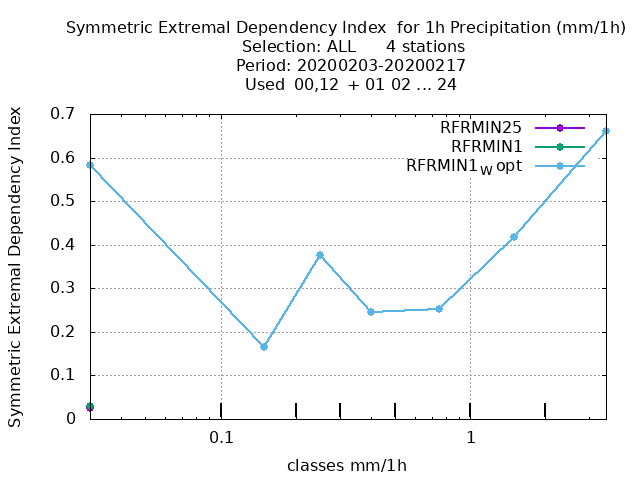 Symmetric Extremal Dependency Index  for 1h Precipitation (mm/1h)
Selection: ALL      4 stations
Period: 20200203-20200217
Used  00,12  + 01 02 ... 24
RFRMIN25
RFRMIN1
RFRMIN1w opt
0.7
0.6
0.5
0.4
0.3
0.2
0.1
0
Symmetric Extremal Dependency Index
0.1 1
classes mm/1h